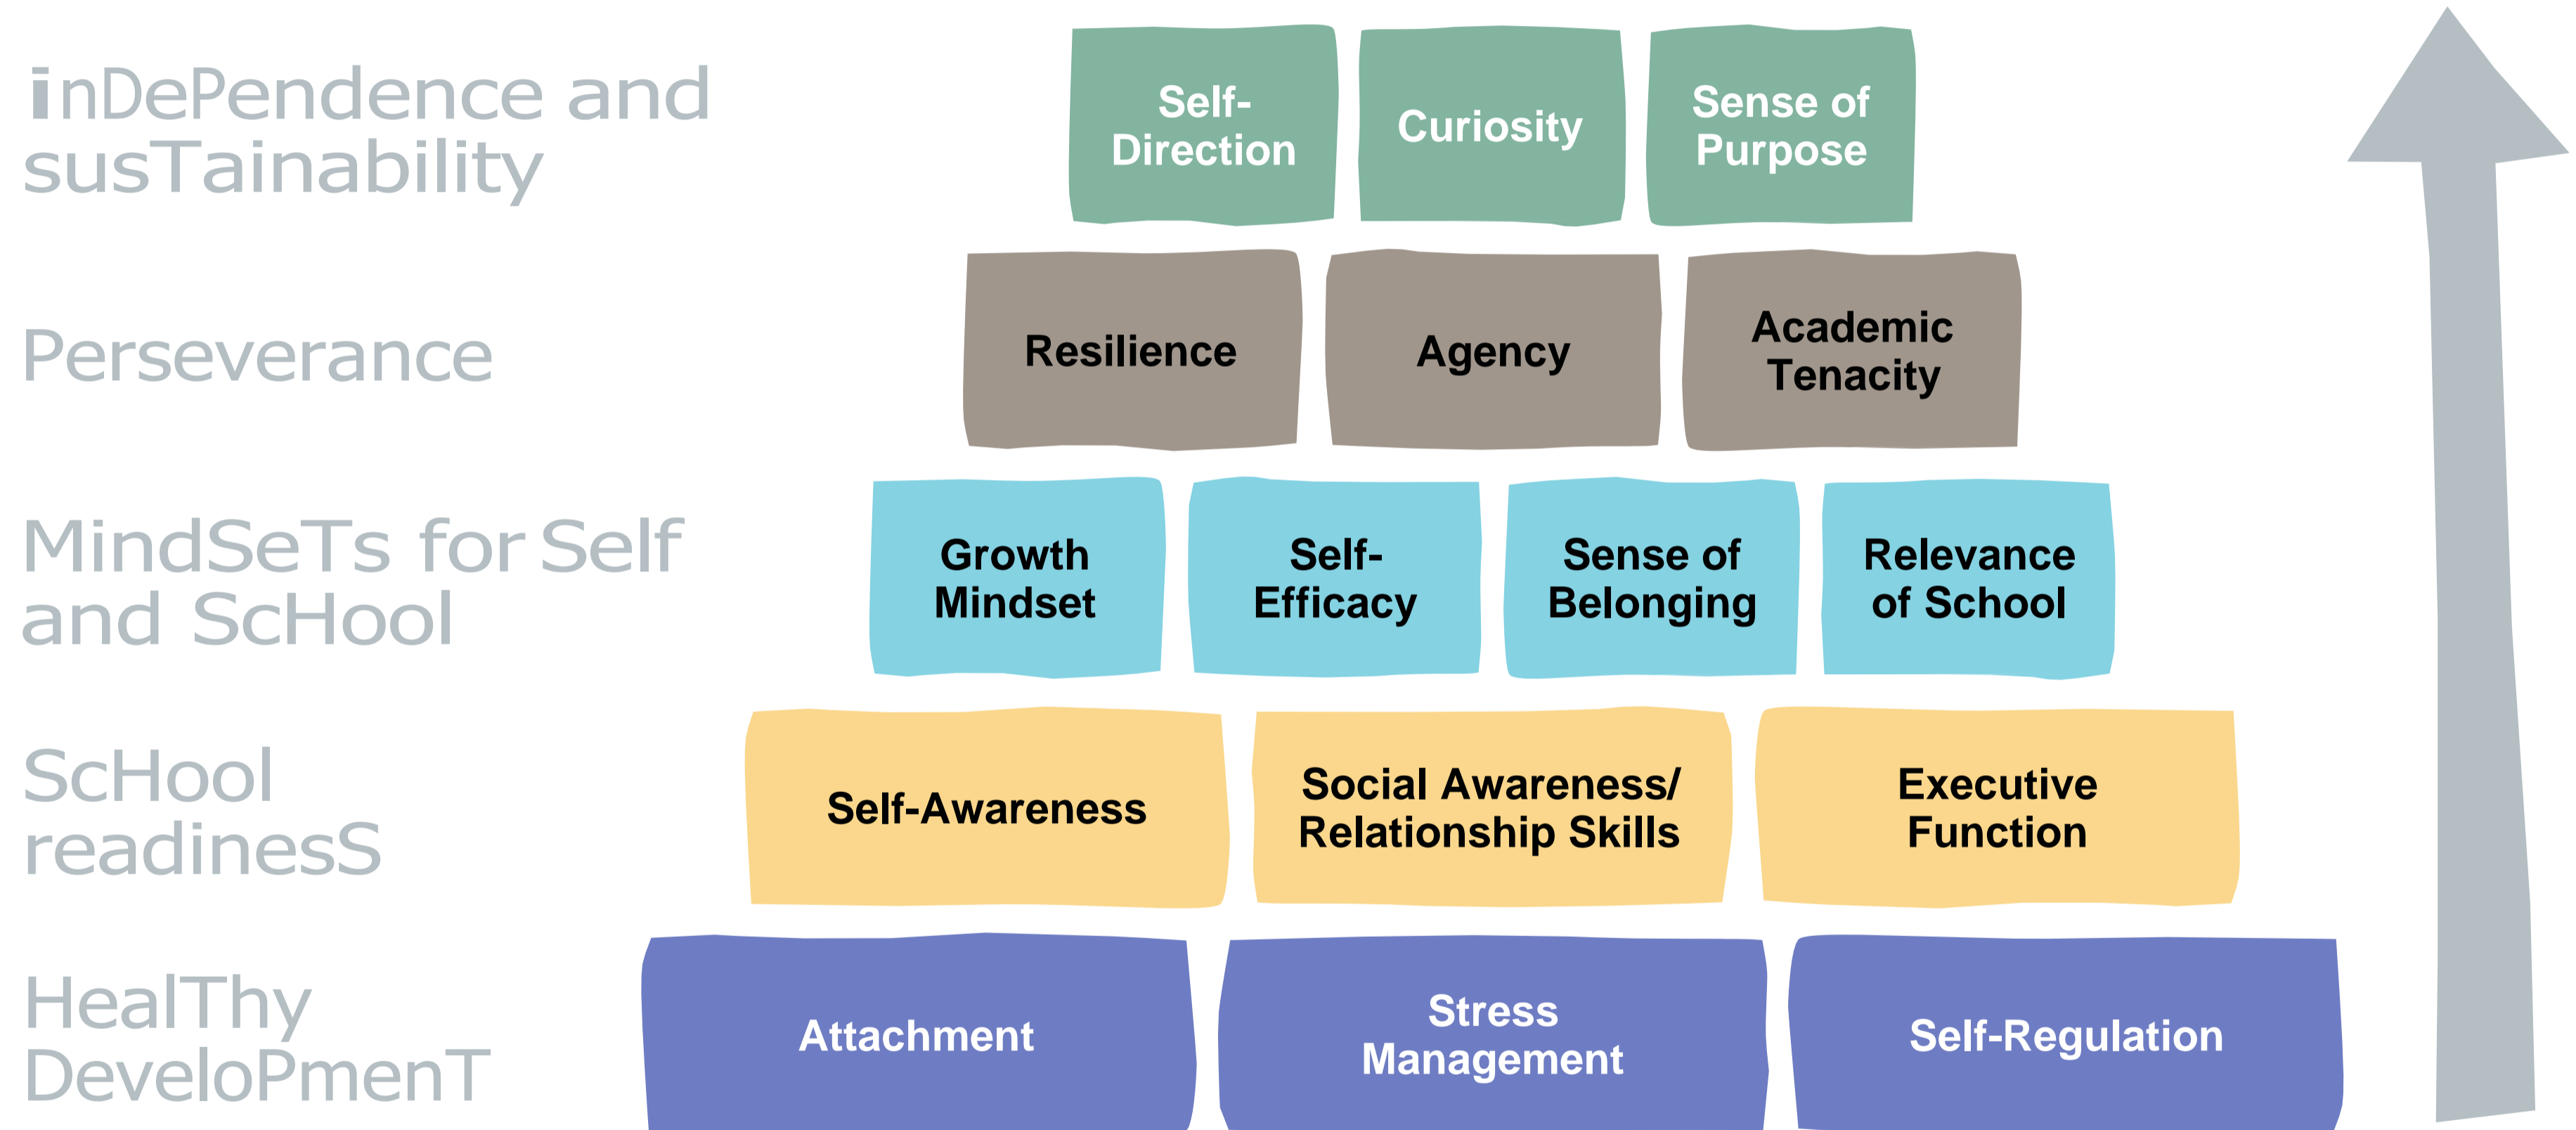 inDePendence and
susTainability
Self-
Direction
Curiosity
Sense of
Purpose
Perseverance
Resilience
Agency
Academic
Tenacity
MindSeTs for Self
and ScHool
Growth
Mindset
Self-
Efficacy
Sense of
Belonging
Relevance
of School
ScHool
readinesS
Self-Awareness
Social Awareness/
Relationship Skills
Executive
Function
HealThy
DeveloPmenT
Attachment
Stress
Management
Self-Regulation